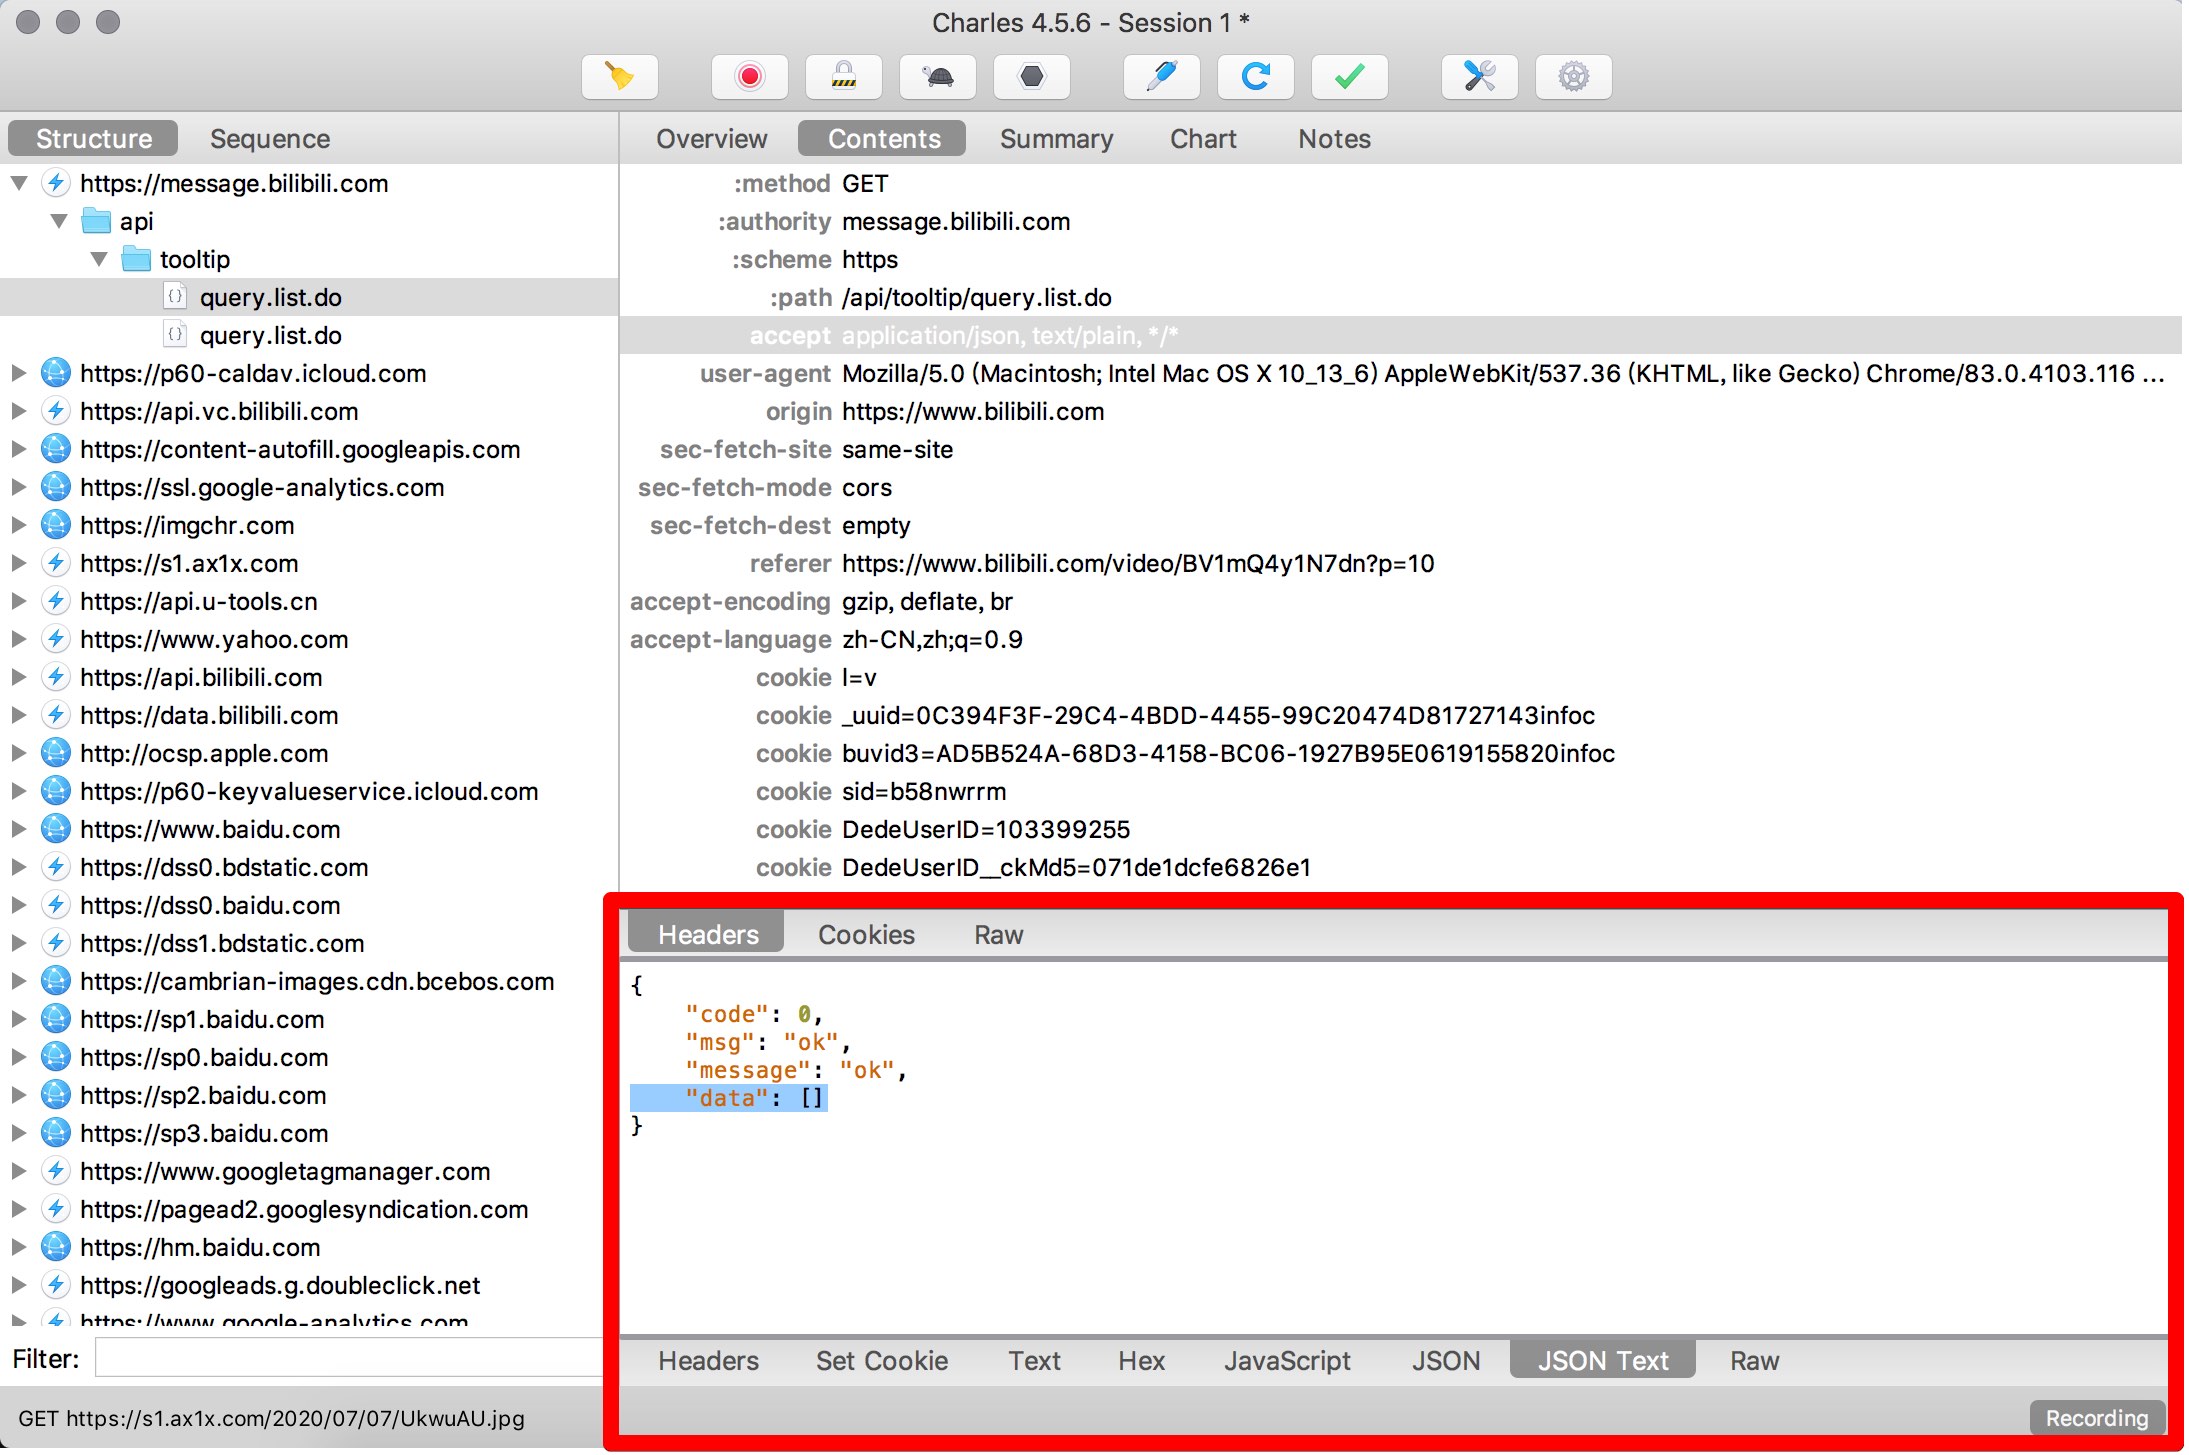 Charles 4.5.6 - Session 1 *
Structure Sequence
Overview Contents Summary Chart Notes
https://message.bilibili.com
api
tooltip
query.list.do
query.list.do
https://p60-caldav.icloud.com
https://api.vc.bilibili.com
https://content-autofill.googleapis.com
https://ssl.google-analytics.com
https://imgchr.com
https://s1.ax1x.com
https://api.u-tools.cn
https://www.yahoo.com
https://api.bilibili.com
https://data.bilibili.com
http://ocsp.apple.com
https://p60-keyvalueservice.icloud.com
https://www.baidu.com
https://dss0.bdstatic.com
https://dss0.baidu.com
https://dss1.bdstatic.com
https://cambrian-images.cdn.bcebos.com
https://sp1.baidu.com
https://sp0.baidu.com
https://sp2.baidu.com
https://sp3.baidu.com
https://www.googletagmanager.com
https://pagead2.googlesyndication.com
https://hm.baidu.com
https://googleads.g.doubleclick.net
https://www.google-analytics.com
Filter:
GET https://s1.ax1x.com/2020/07/07/UkwuAU.jpg
:method GET
:authority message.bilibili.com
:scheme https
:path /api/tooltip/query.list.do
accept application/json, text/plain, */*
user-agent Mozilla/5.0 (Macintosh; Intel Mac OS X 10_13_6) AppleWebKit/537.36 (KHTML, like Gecko) Chrome/83.0.4103.116 ...
origin https://www.bilibili.com
sec-fetch-site same-site
sec-fetch-mode cors
sec-fetch-dest empty
referer https://www.bilibili.com/video/BV1mQ4y1N7dn?p=10
accept-encoding gzip, deflate, br
accept-language zh-CN,zh;q=0.9
cookie l=v
cookie _uuid=0C394F3F-29C4-4BDD-4455-99C20474D81727143infoc
cookie buvid3=AD5B524A-68D3-4158-BC06-1927B95E0619155820infoc
cookie sid=b58nwrrm
cookie DedeUserID=103399255
cookie DedeUserID__ckMd5=071de1dcfe6826e1
Headers Cookies Raw
{
"code": 0,
"msg": "ok",
"message": "ok",
"data": []
}
Headers Set Cookie Text Hex JavaScript JSON JSON Text Raw
Recording